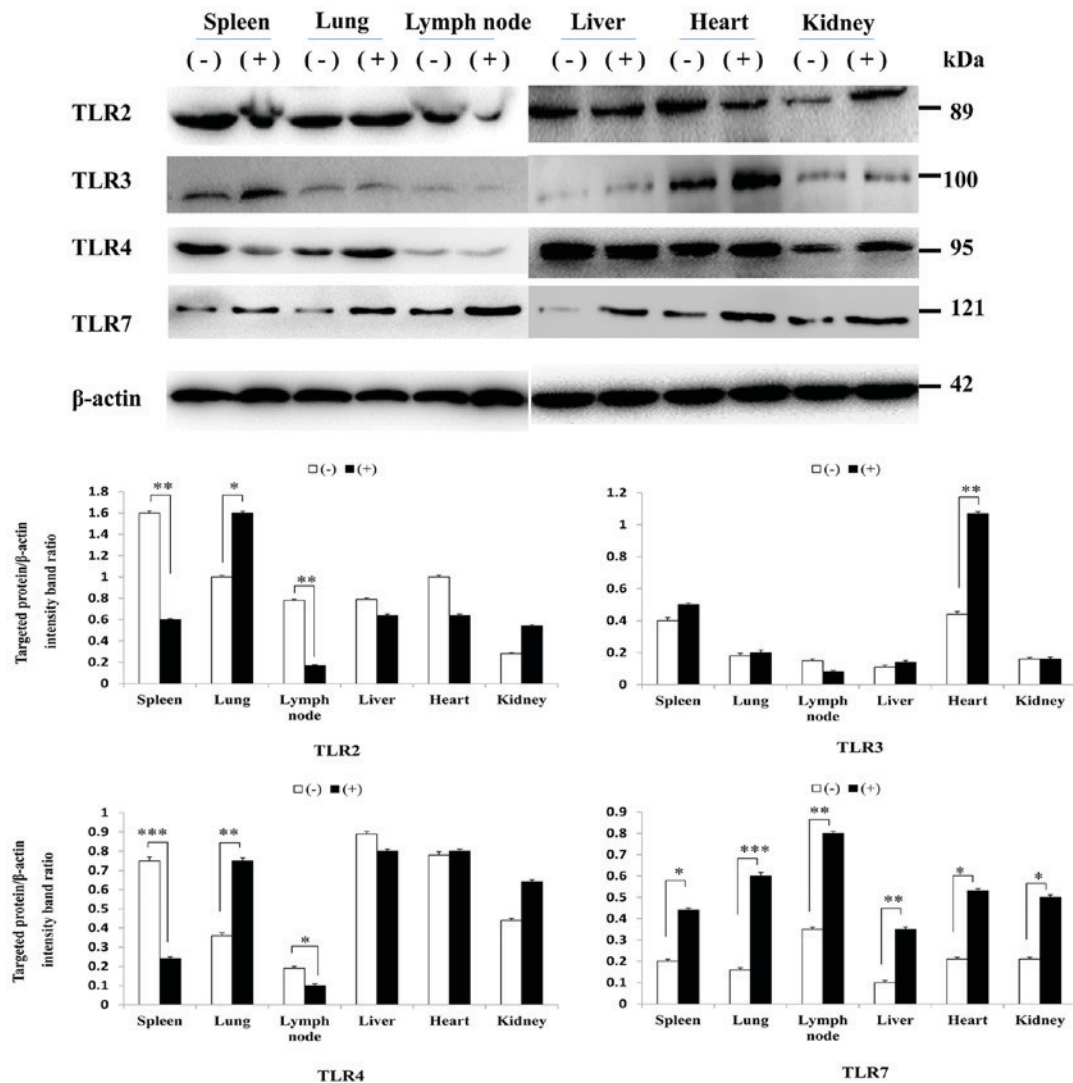 Spleen Lung Lymph node Liver Heart Kidney
(-) (+) (-) (+) (-) (+) (-) (+) (-) (+) (-) (+) kDa
TLR2 89
TLR3 100
TLR4 95
TLR7 121
β-actin 42
(-) (+)
Targeted protein/β-actin
intensity band ratio
1.8
1.6
1.4
1.2
1
0.8
0.6
0.4
0.2
0
** * **
Spleen Lung Lymph node Liver Heart Kidney
TLR2
(-) (+)
1.2
1
0.8
0.6
0.4
0.2
0
**
Spleen Lung Lymph node Liver Heart Kidney
TLR3
(-) (+)
Targeted protein/β-actin
intensity band ratio
1
0.9
0.8
0.7
0.6
0.5
0.4
0.3
0.2
0.1
0
*** ** *
Spleen Lung Lymph node Liver Heart Kidney
TLR4
(-) (+)
0.9
0.8
0.7
0.6
0.5
0.4
0.3
0.2
0.1
0
* *** ** ** * *
Spleen Lung Lymph node Liver Heart Kidney
TLR7